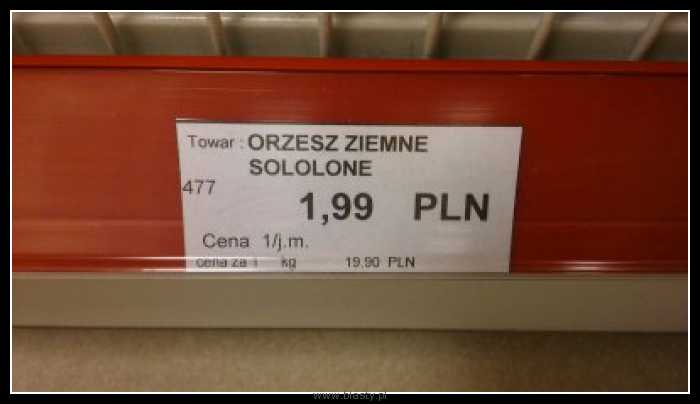 Towar : ORZESZ ZIEMNE
SOLOLONE
477
1,99 PLN
Cena 1/j.m.
cena za 1 kg 19,90 PLN
www.blasty.pl